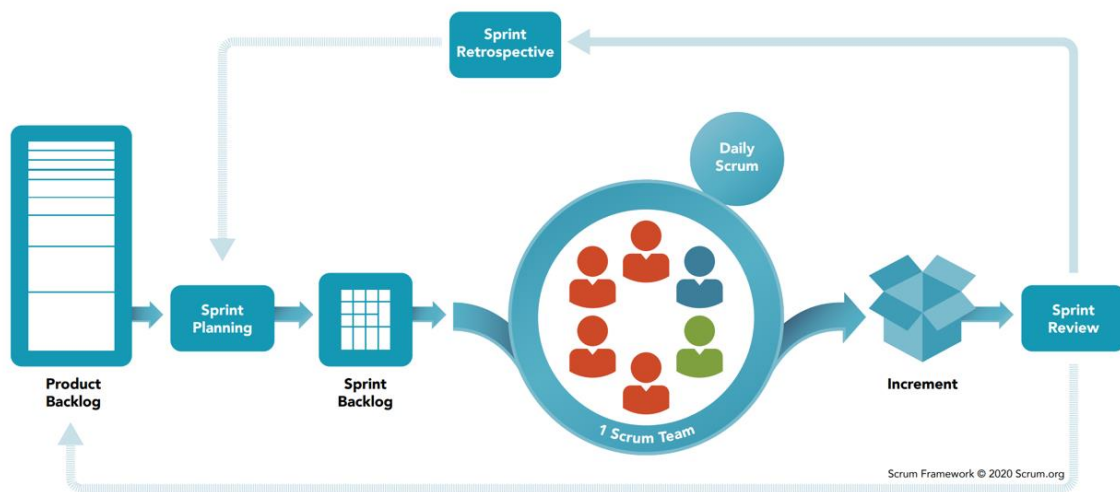 Sprint
Retrospective
Daily
Scrum
Sprint
Planning
Sprint
Review
Product
Backlog
Sprint
Backlog
Increment
1 Scrum Team
Scrum Framework © 2020 Scrum.org